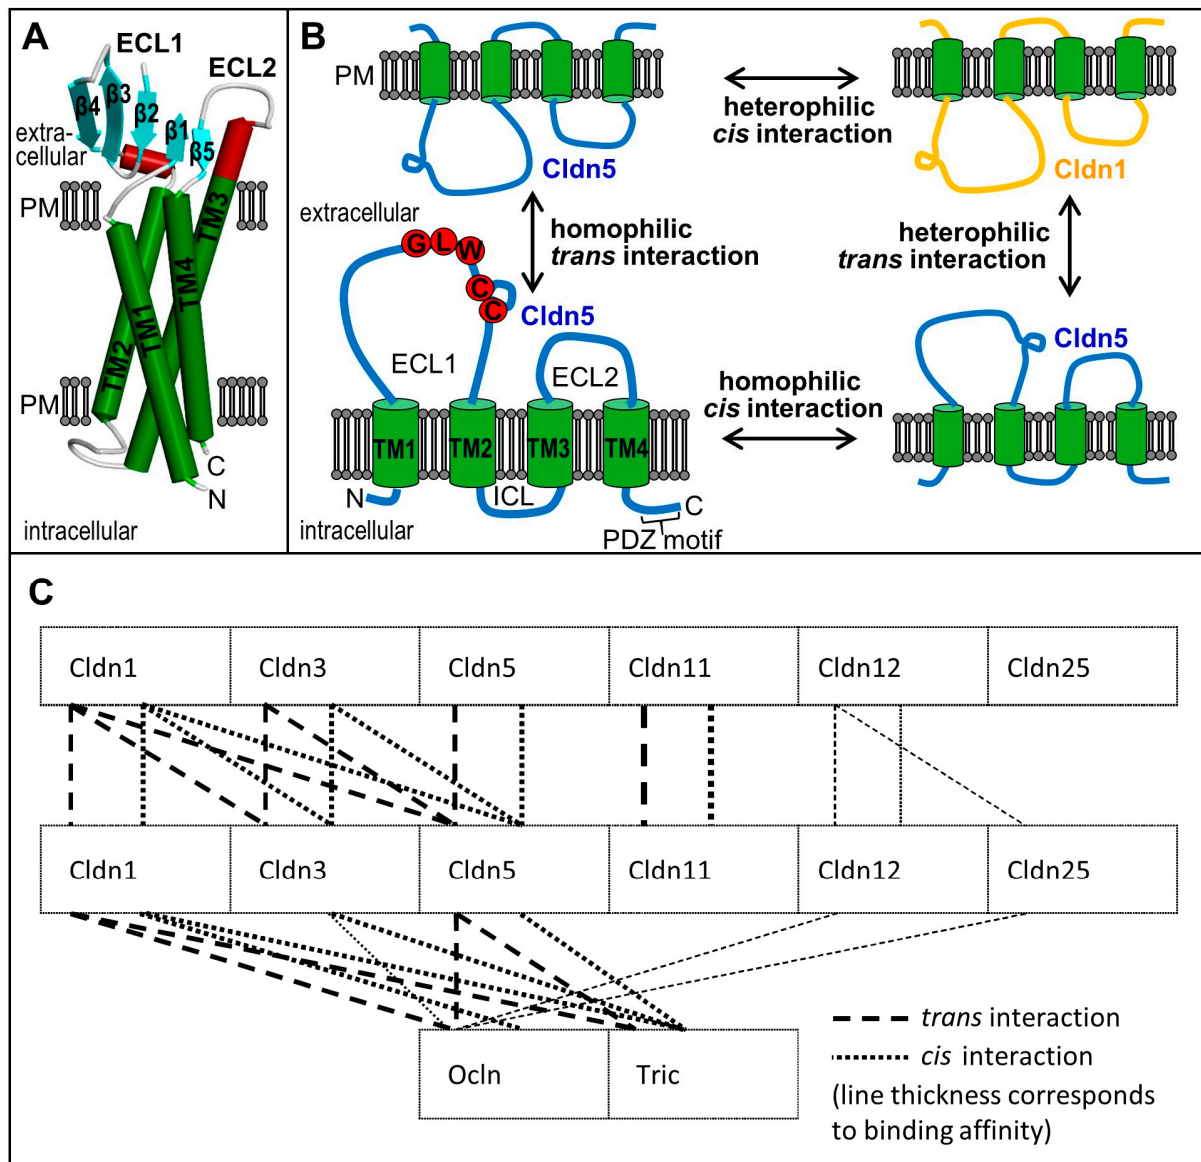 A
ECL1
ECL2
β4
β3
β2
β1
β5
extra-
cellular
PM
TM3
TM4
TM1
TM2
PM
C
N
intracellular
B
PM
heterophilic
cis interaction
Cldn5
Cldn1
extracellular
homophilic
trans interaction
heterophilic
trans interaction
G
L
W
C
C
Cldn5
Cldn5
ECL1
ECL2
homophilic
cis interaction
TM1
TM2
TM3
TM4
N
ICL
C
intracellular
PDZ motif
C
Cldn1
Cldn3
Cldn5
Cldn11
Cldn12
Cldn25
Cldn1
Cldn3
Cldn5
Cldn11
Cldn12
Cldn25
Ocln
Tric
trans interaction
cis interaction
(line thickness corresponds
to binding affinity)